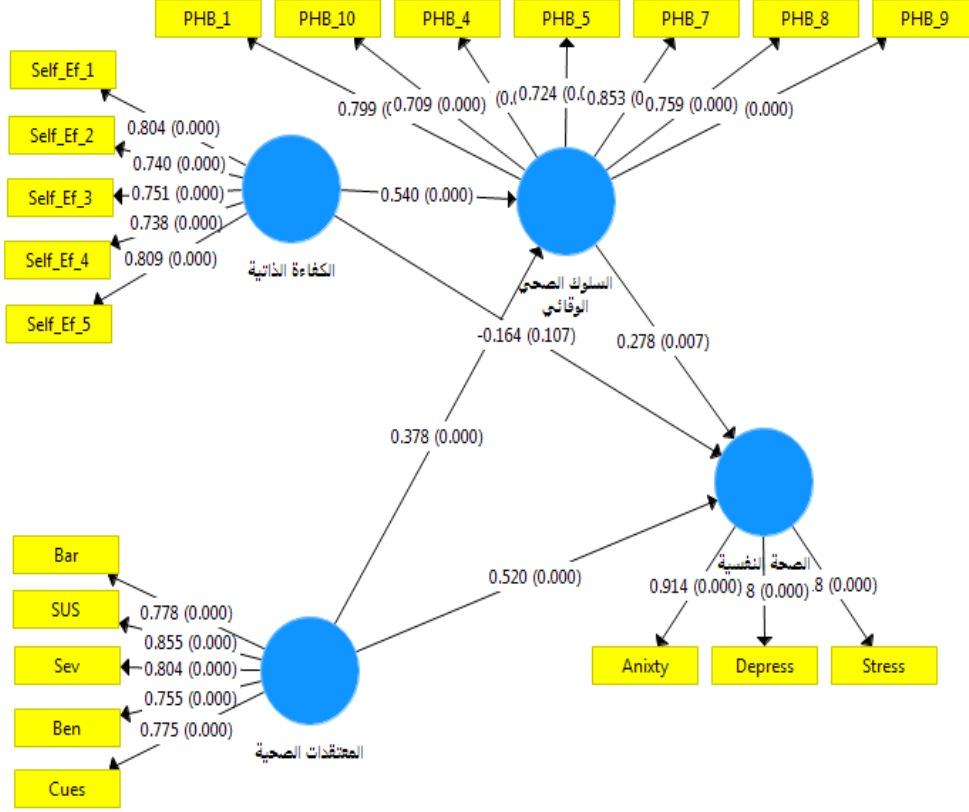 PHB_1
PHB_10
PHB_4
PHB_5
PHB_7
PHB_8
PHB_9
Self_Ef_1
Self_Ef_2
Self_Ef_3
Self_Ef_4
Self_Ef_5
0.799
0.709 (0.000)
0.724
0.853
0.759 (0.000)
(0.000)
0.804 (0.000)
0.740 (0.000)
0.751 (0.000)
0.738 (0.000)
0.809 (0.000)
0.540 (0.000)
الكفاءة الذاتية
السلوك الصحي
الوقائي
-0.164 (0.107)
0.278 (0.007)
0.378 (0.000)
0.520 (0.000)
Bar
SUS
Sev
Ben
Cues
0.778 (0.000)
0.855 (0.000)
0.804 (0.000)
0.755 (0.000)
0.775 (0.000)
المعتقدات الصحية
الصحة النفسية
0.914 (0.000)
8 (0.000)
.8 (0.000)
Anixty
Depress
Stress